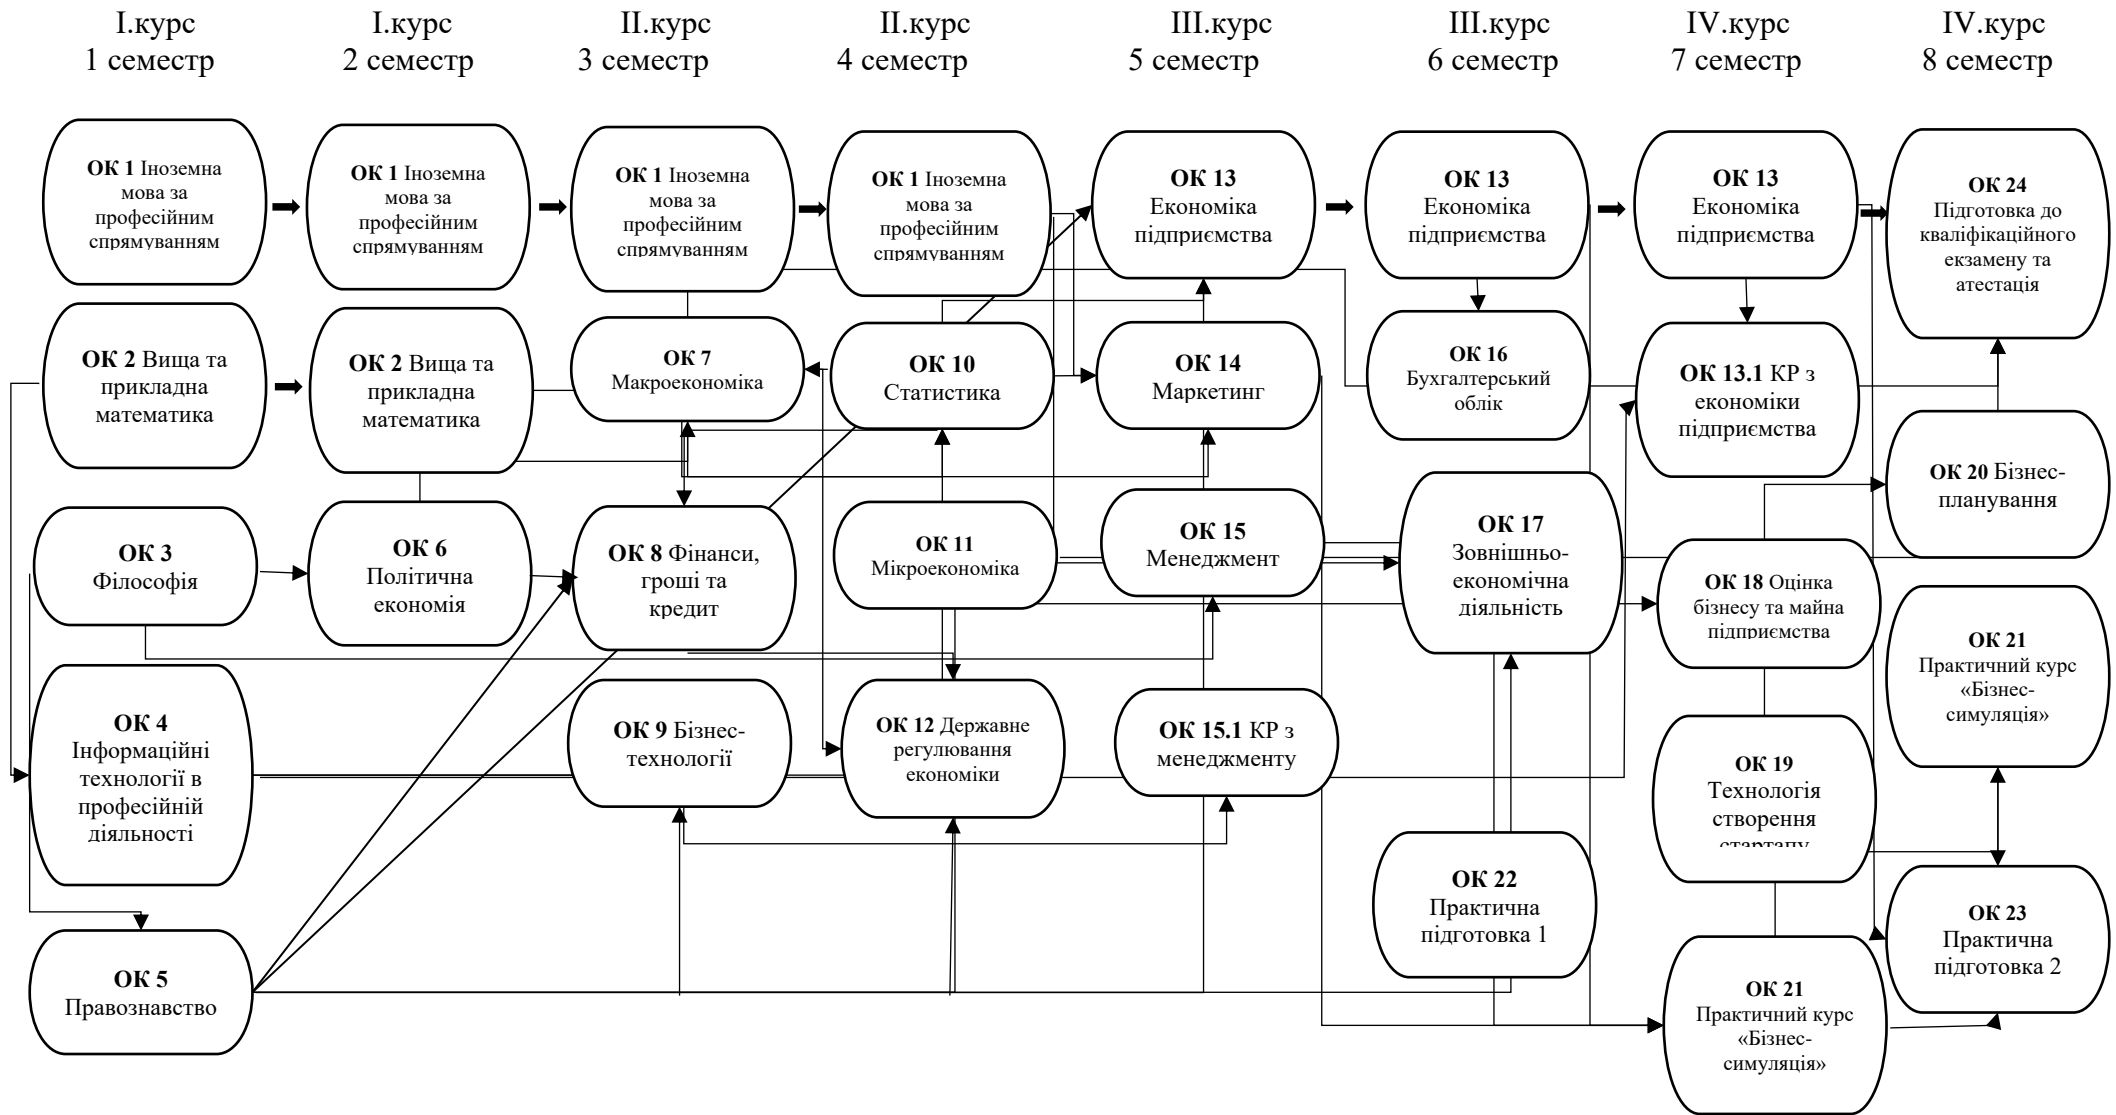 І.курс
1 семестр
І.курс
2 семестр
ІІ.курс
3 семестр
ІІ.курс
4 семестр
ІІІ.курс
5 семестр
ІІІ.курс
6 семестр
IV.курс
7 семестр
IV.курс
8 семестр
ОК 1 Іноземна
мова за
професійним
спрямуванням
ОК 2 Вища та
прикладна
математика
ОК 3
Філософія
ОК 4
Інформаційні
технології в
професійній
діяльності
ОК 5
Правознавство
ОК 1 Іноземна
мова за
професійним
спрямуванням
ОК 2 Вища та
прикладна
математика
ОК 6
Політична
економія
ОК 1 Іноземна
мова за
професійним
спрямуванням
ОК 7
Макроекономіка
ОК 8 Фінанси,
гроші та
кредит
ОК 9 Бізнес-
технології
ОК 1 Іноземна
мова за
професійним
спрямуванням
ОК 10
Статистика
ОК 11
Мікроекономіка
ОК 12 Державне
регулювання
економіки
ОК 13
Економіка
підприємства
ОК 14
Маркетинг
ОК 15
Менеджмент
ОК 15.1 КР з
менеджменту
ОК 13
Економіка
підприємства
ОК 16
Бухгалтерський
облік
ОК 17
Зовнішньо-
економічна
діяльність
ОК 22
Практична
підготовка 1
ОК 13
Економіка
підприємства
ОК 13.1 КР з
економіки
підприємства
ОК 18 Оцінка
бізнесу та майна
підприємства
ОК 19
Технологія
створення
стартапу
ОК 21
Практичний курс
«Бізнес-
симуляція»
ОК 24
Підготовка до
кваліфікаційного
екзамену та
атестація
ОК 20 Бізнес-
планування
ОК 21
Практичний курс
«Бізнес-
симуляція»
ОК 23
Практична
підготовка 2